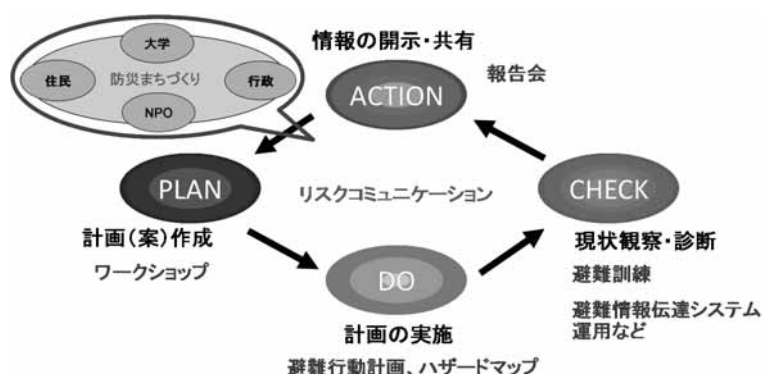 大学
住民
防災まちづくり
行政
NPO
情報の開示・共有
ACTION
報告会
PLAN
リスクコミュニケーション
CHECK
計画(案)作成
ワークショップ
現状観察・診断
避難訓練
避難情報伝達システム
運用など
DO
計画の実施
避難行動計画、ハザードマップ